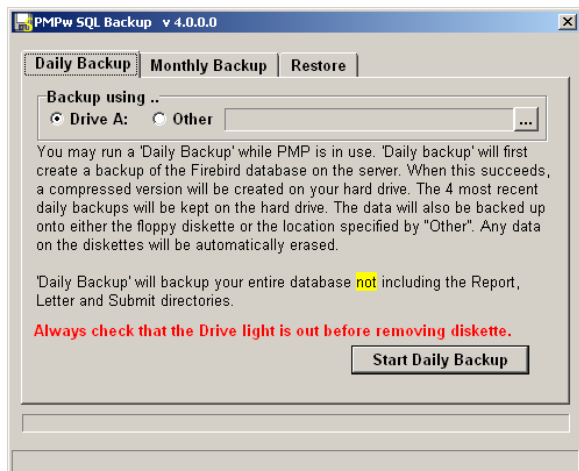 PMPw SQL Backup v 4.0.0.0
Daily Backup Monthly Backup Restore
Backup using ..
Drive A: Other ...
You may run a 'Daily Backup' while PMP is in use. 'Daily backup' will first
create a backup of the Firebird database on the server. When this succeeds,
a compressed version will be created on your hard drive. The 4 most recent
daily backups will be kept on the hard drive. The data will also be backed up
onto either the floppy diskette or the location specified by "Other". Any data
on the diskettes will be automatically erased.
'Daily Backup' will backup your entire database not including the Report,
Letter and Submit directories.
Always check that the Drive light is out before removing diskette.
Start Daily Backup